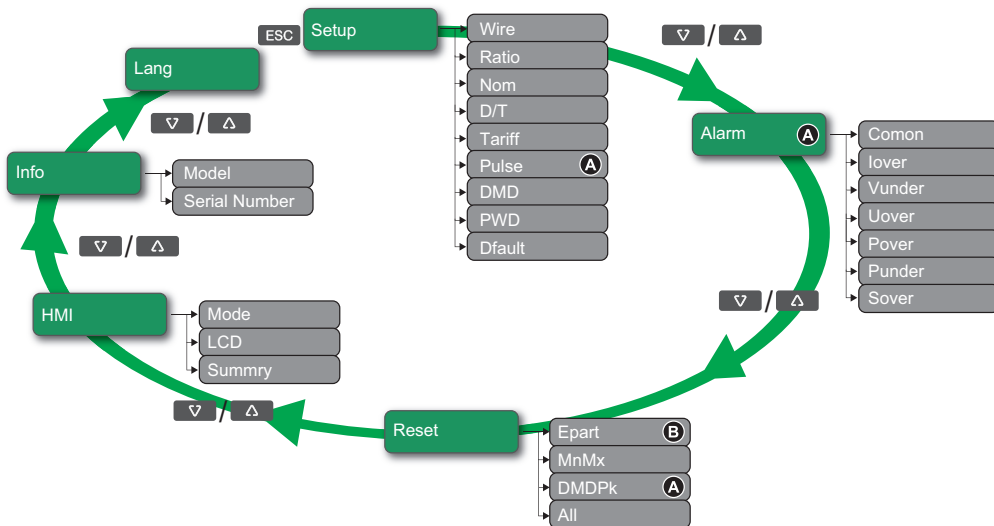 ESC
Setup
Wire
Ratio
Nom
D/T
Tariff
Pulse A
DMD
PWD
Dfault
/
Alarm A
Comon
Iover
Vunder
Uover
Pover
Punder
Sover
/
Reset
Epart B
MnMx
DMDPk A
All
/
HMI
Mode
LCD
Summry
/
Info
Model
Serial Number
/
Lang